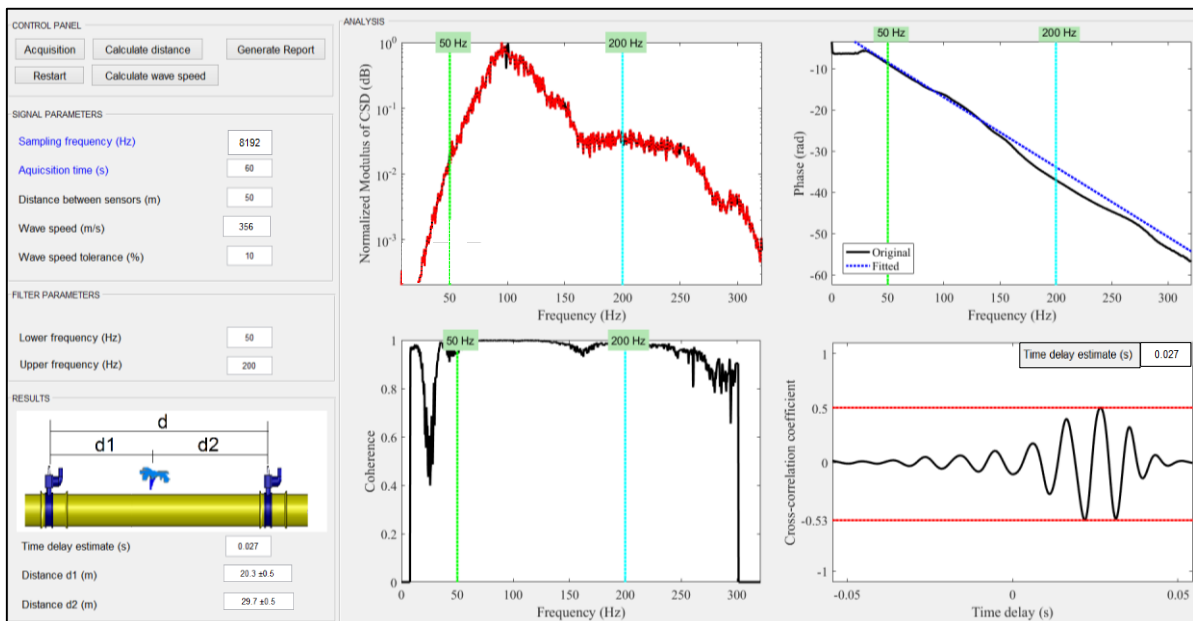 CONTROL PANEL
Acquisition Calculate distance Generate Report
Restart Calculate wave speed
SIGNAL PARAMETERS
Sampling frequency (Hz) 8192
Aquicsition time (s) 60
Distance between sensors (m) 50
Wave speed (m/s) 356
Wave speed tolerance (%) 10
FILTER PARAMETERS
Lower frequency (Hz) 50
Upper frequency (Hz) 200
RESULTS
d
d1 d2
Time delay estimate (s) 0.027
Distance d1 (m) 20.3 ±0.5
Distance d2 (m) 29.7 ±0.5
ANALYSIS
50 Hz 200 Hz
Normalized Modulus of CSD (dB)
10^0
10^-1
10^-2
10^-3
50 100 150 200 250 300
Frequency (Hz)
50 Hz 200 Hz
Phase (rad)
-10
-20
-30
-40
-50
-60
Original
Fitted
0 50 100 150 200 250 300
Frequency (Hz)
50 Hz 200 Hz
Coherence
1
0.8
0.6
0.4
0.2
0
0 50 100 150 200 250 300
Frequency (Hz)
Time delay estimate (s) 0.027
Cross-correlation coefficient
1
0.5
0
-0.53
-1
-0.05 0 0.05
Time delay (s)